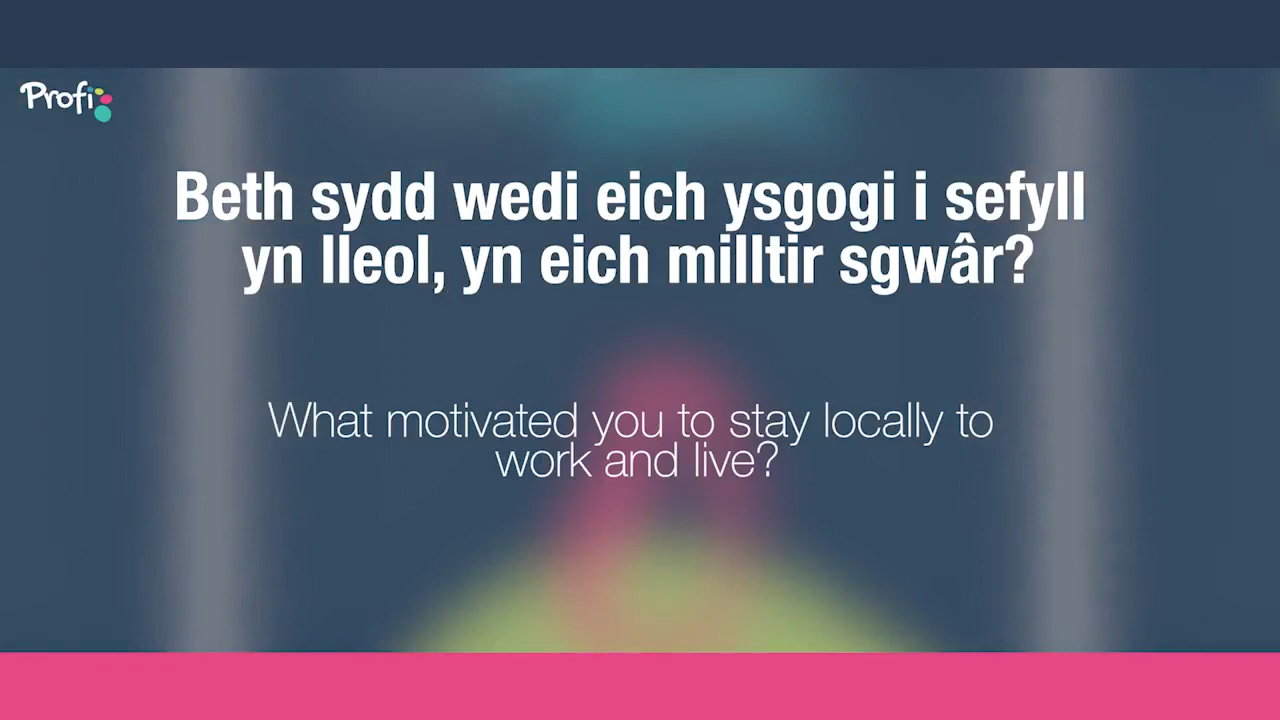 Profi
Beth sydd wedi eich ysgogi i sefyll
yn lleol, yn eich milltir sgwâr?
What motivated you to stay locally to
work and live?